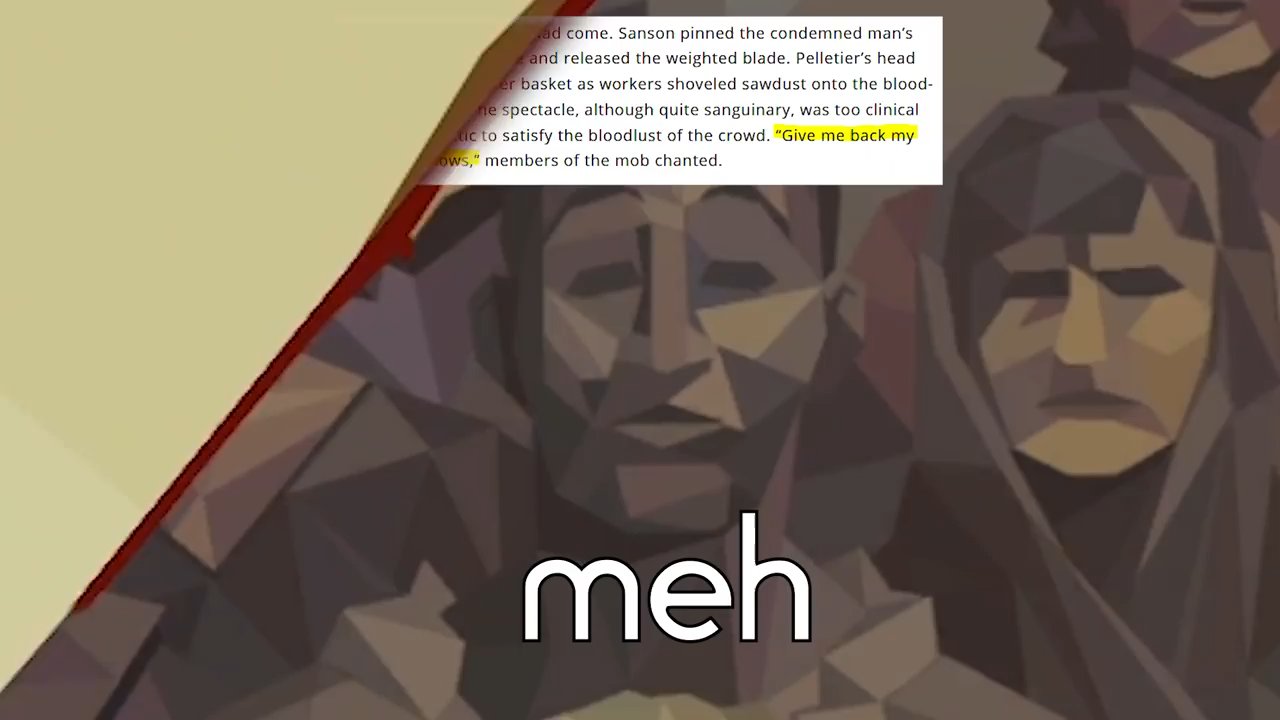 come. Sanson pinned the condemned man’s
and released the weighted blade. Pelletier’s head
basket as workers shoveled sawdust onto the blood-
spectacle, although quite sanguinary, was too clinical
to satisfy the bloodlust of the crowd. “Give me back my
members of the mob chanted.
meh